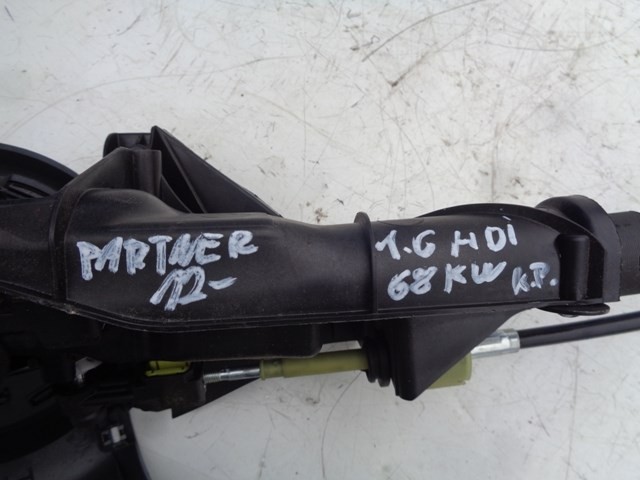 PARTNER
12-
1.6 HDi
68 KW K.P.